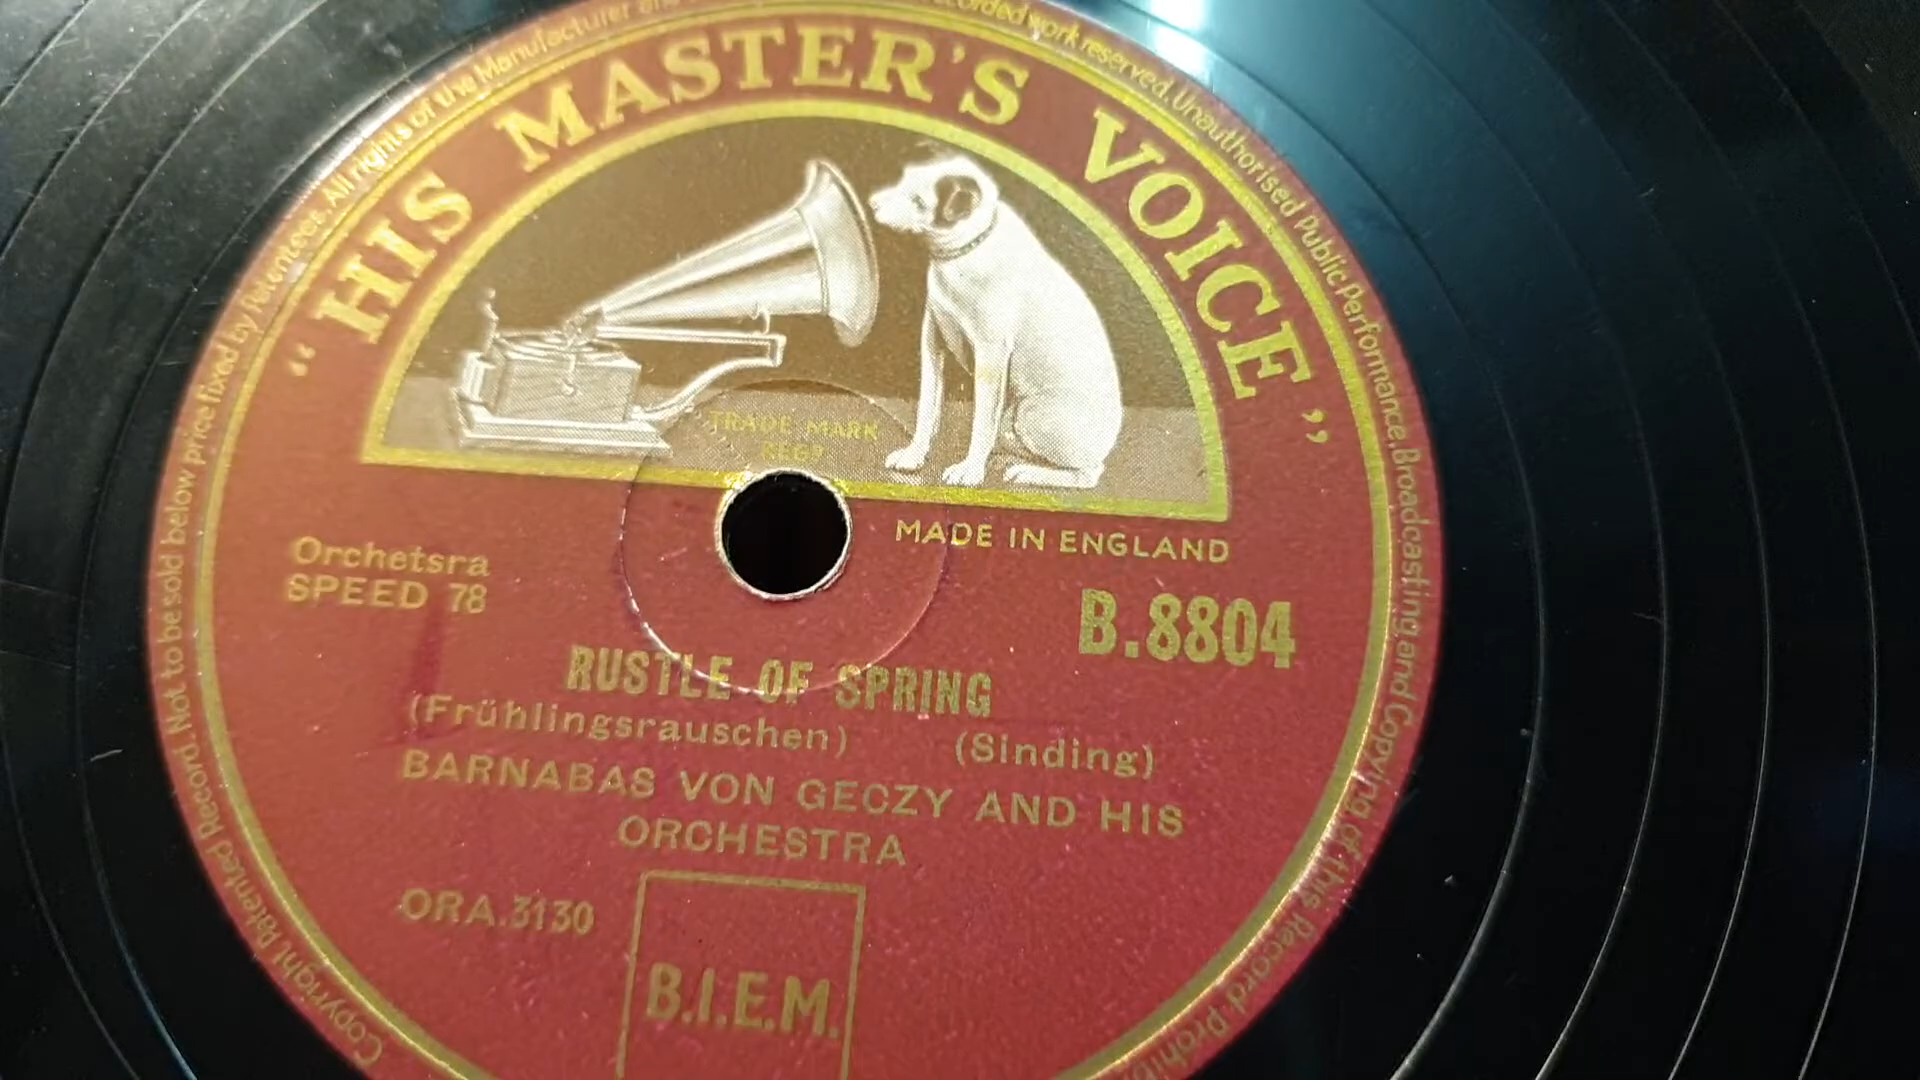 "HIS MASTER'S VOICE"
Copyright. Patented Record. Not to be sold below price fixed by Patentees. All rights of the Manufacturer and
recorded work reserved. Unauthorised Public Performance, Broadcasting and Copying of this Record Prohib
TRADE MARK
REGD
MADE IN ENGLAND
Orchetsra
SPEED 78
B.8804
RUSTLE OF SPRING
(Frühlingsrauschen) (Sinding)
BARNABAS VON GECZY AND HIS
ORCHESTRA
ORA.3130
B.I.E.M.